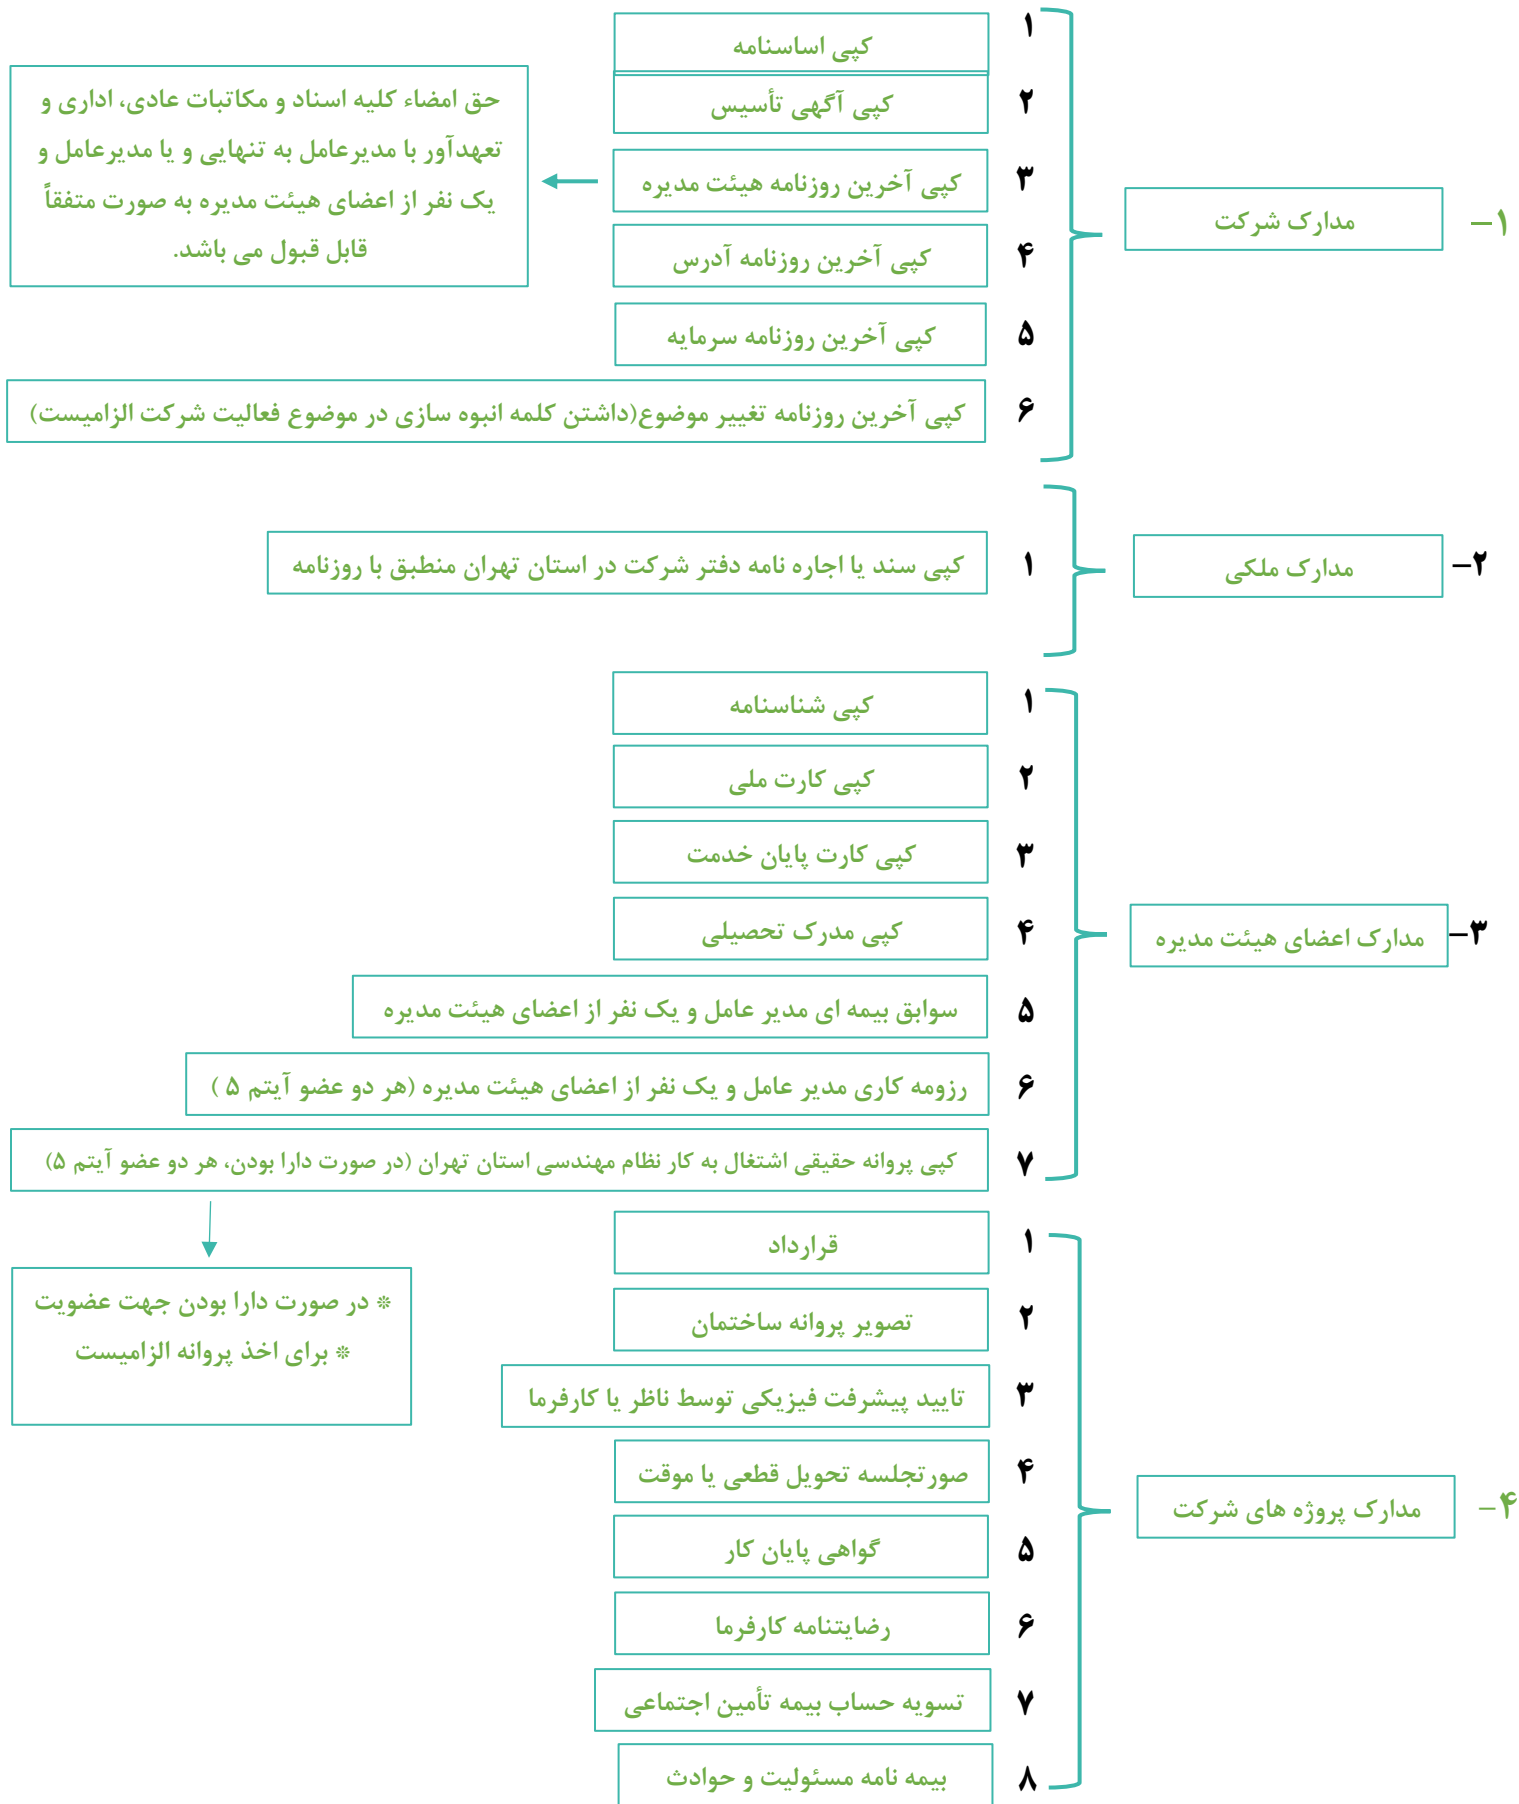 ۱-
مدارک شرکت
۱
کپی اساسنامه
۲
کپی آگهی تأسیس
۳
کپی آخرین روزنامه هیئت مدیره
حق امضاء کلیه اسناد و مکاتبات عادی، اداری و
تعهدآور با مدیرعامل به تنهایی و یا مدیرعامل و
یک نفر از اعضای هیئت مدیره به صورت متفقاً
قابل قبول می باشد.
۴
کپی آخرین روزنامه آدرس
۵
کپی آخرین روزنامه سرمایه
۶
کپی آخرین روزنامه تغییر موضوع(داشتن کلمه انبوه سازی در موضوع فعالیت شرکت الزامیست)
۲-
مدارک ملکی
۱
کپی سند یا اجاره نامه دفتر شرکت در استان تهران منطبق با روزنامه
۳-
مدارک اعضای هیئت مدیره
۱
کپی شناسنامه
۲
کپی کارت ملی
۳
کپی کارت پایان خدمت
۴
کپی مدرک تحصیلی
۵
سوابق بیمه ای مدیر عامل و یک نفر از اعضای هیئت مدیره
۶
رزومه کاری مدیر عامل و یک نفر از اعضای هیئت مدیره (هر دو عضو آیتم ۵ )
۷
کپی پروانه حقیقی اشتغال به کار نظام مهندسی استان تهران (در صورت دارا بودن، هر دو عضو آیتم ۵)
* در صورت دارا بودن جهت عضویت
* برای اخذ پروانه الزامیست
۴-
مدارک پروژه های شرکت
۱
قرارداد
۲
تصویر پروانه ساختمان
۳
تایید پیشرفت فیزیکی توسط ناظر یا کارفرما
۴
صورتجلسه تحویل قطعی یا موقت
۵
گواهی پایان کار
۶
رضایتنامه کارفرما
۷
تسویه حساب بیمه تأمین اجتماعی
۸
بیمه نامه مسئولیت و حوادث